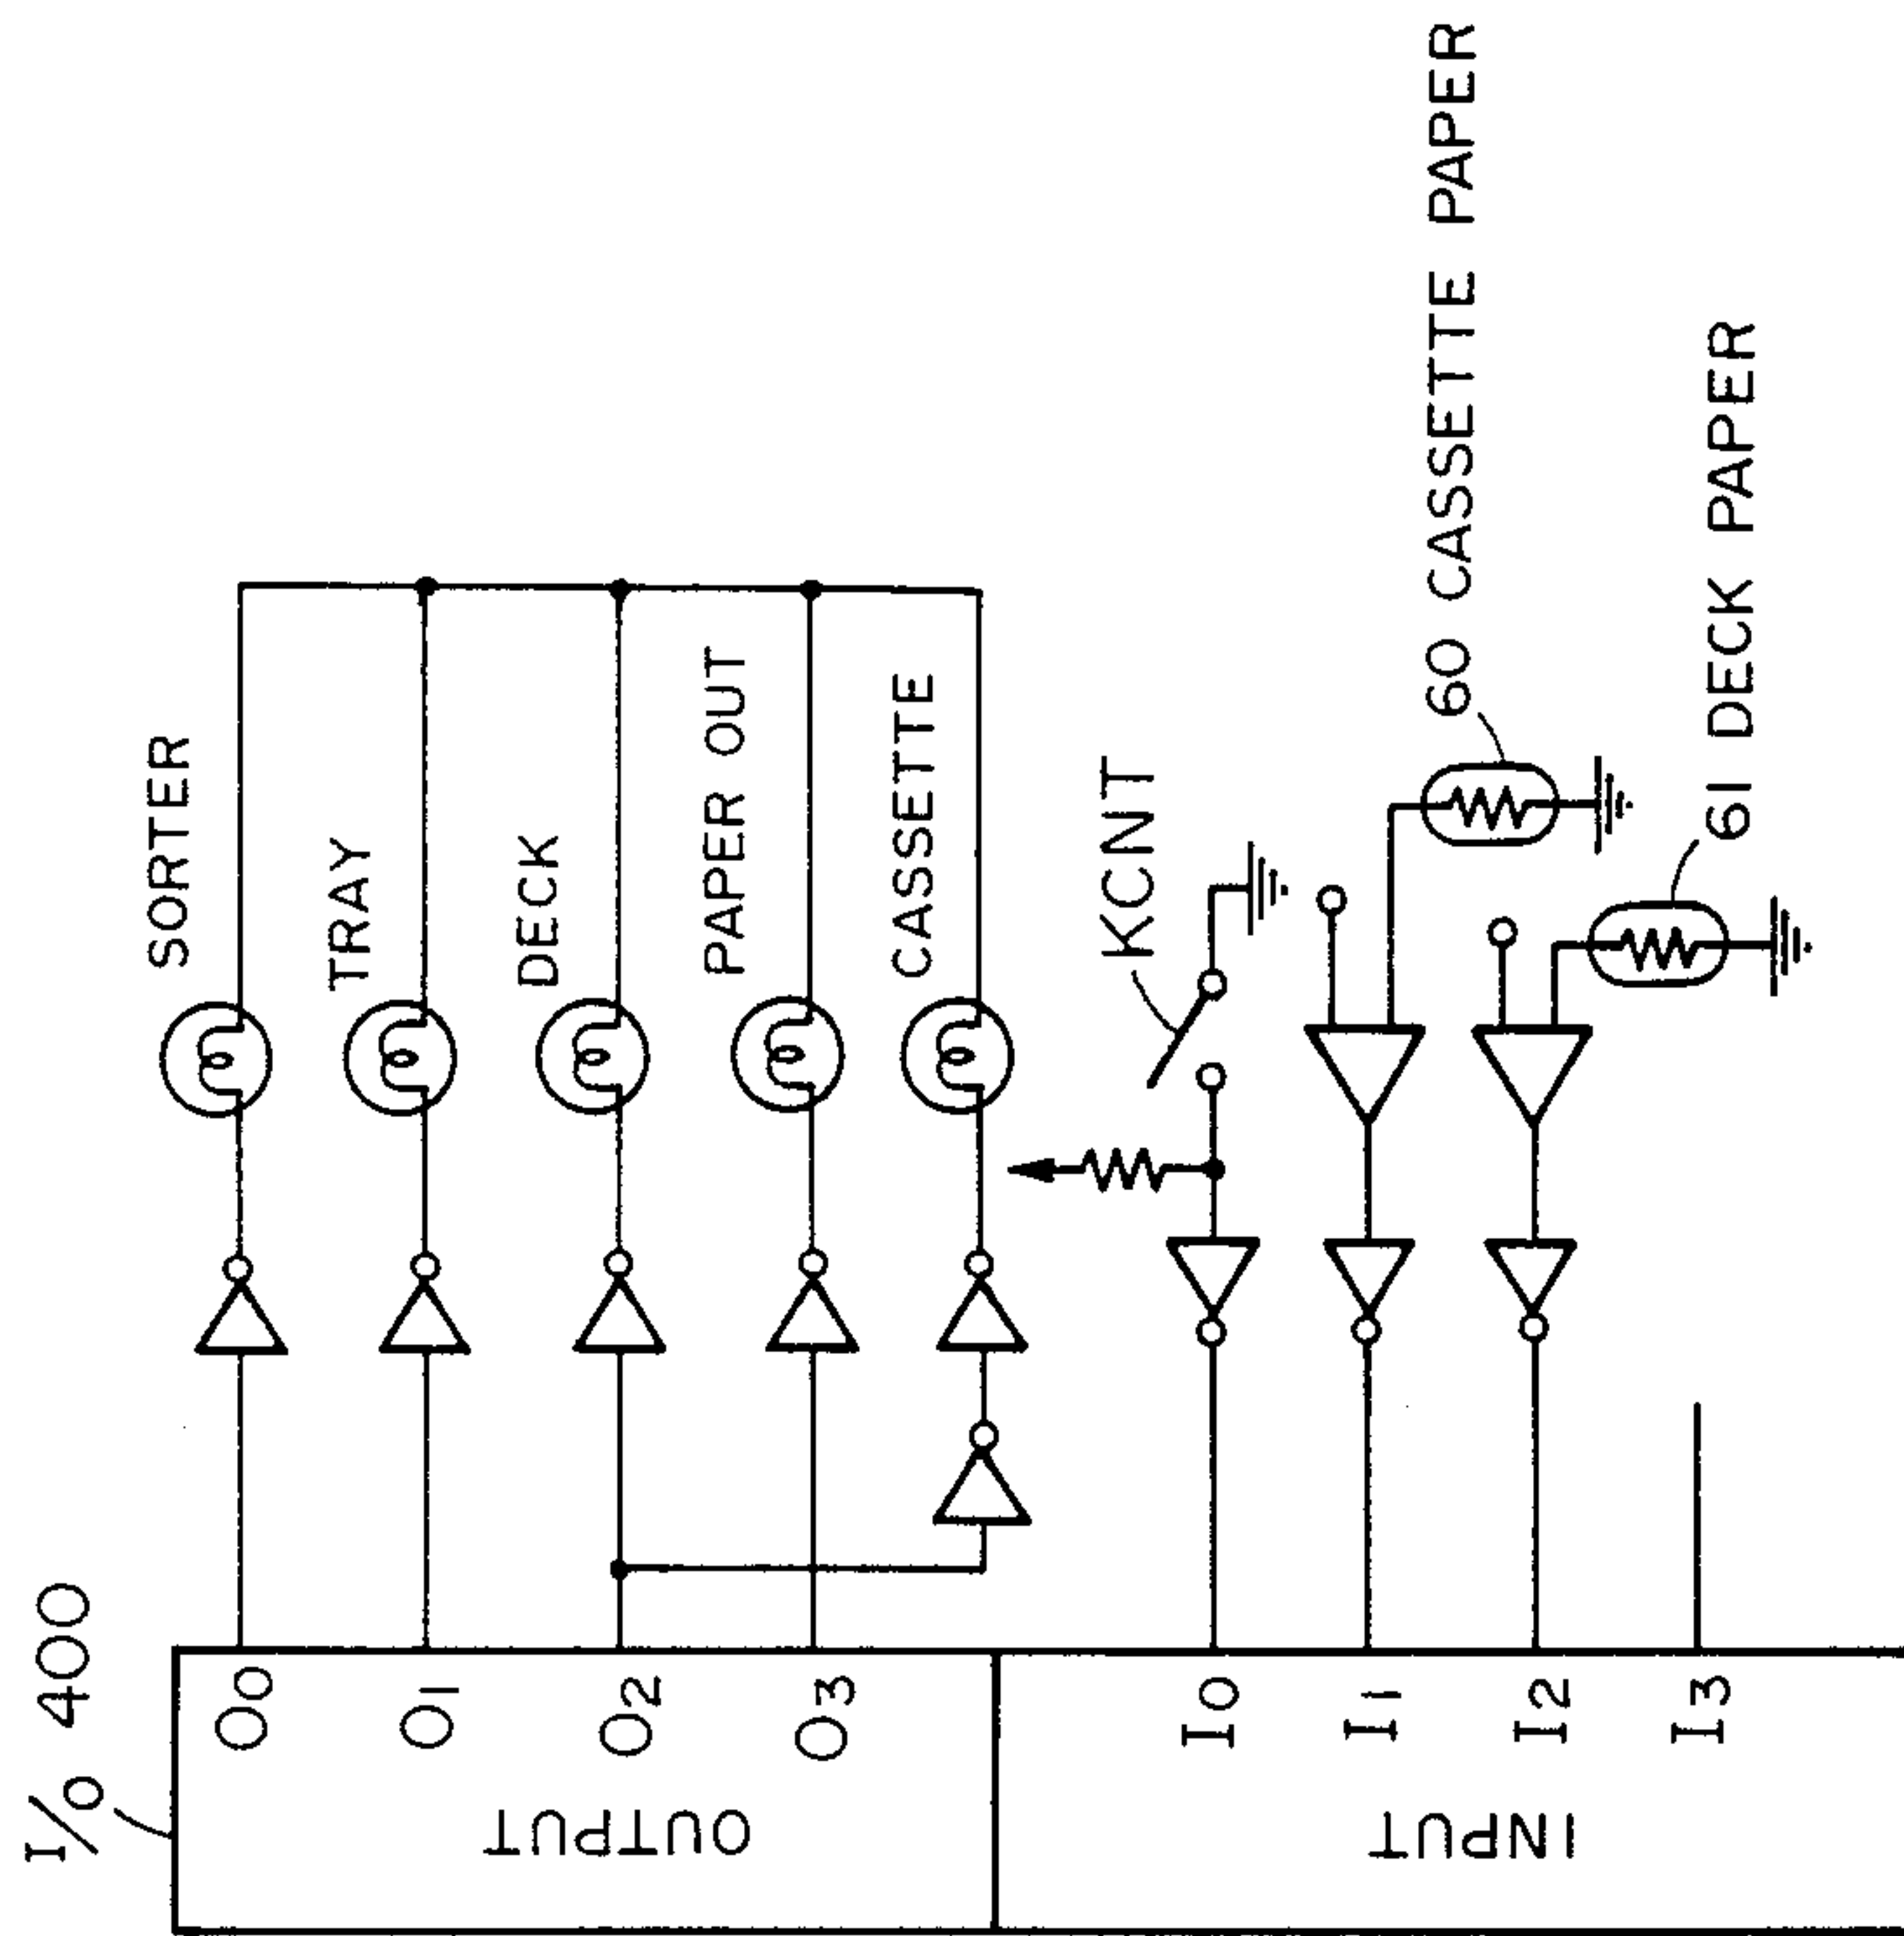 I/O 400
OUTPUT
O0
O1
O2
O3
SORTER
TRAY
DECK
PAPER OUT
CASSETTE
INPUT
I0
I1
I2
I3
KCNT
60 CASSETTE PAPER
61 DECK PAPER